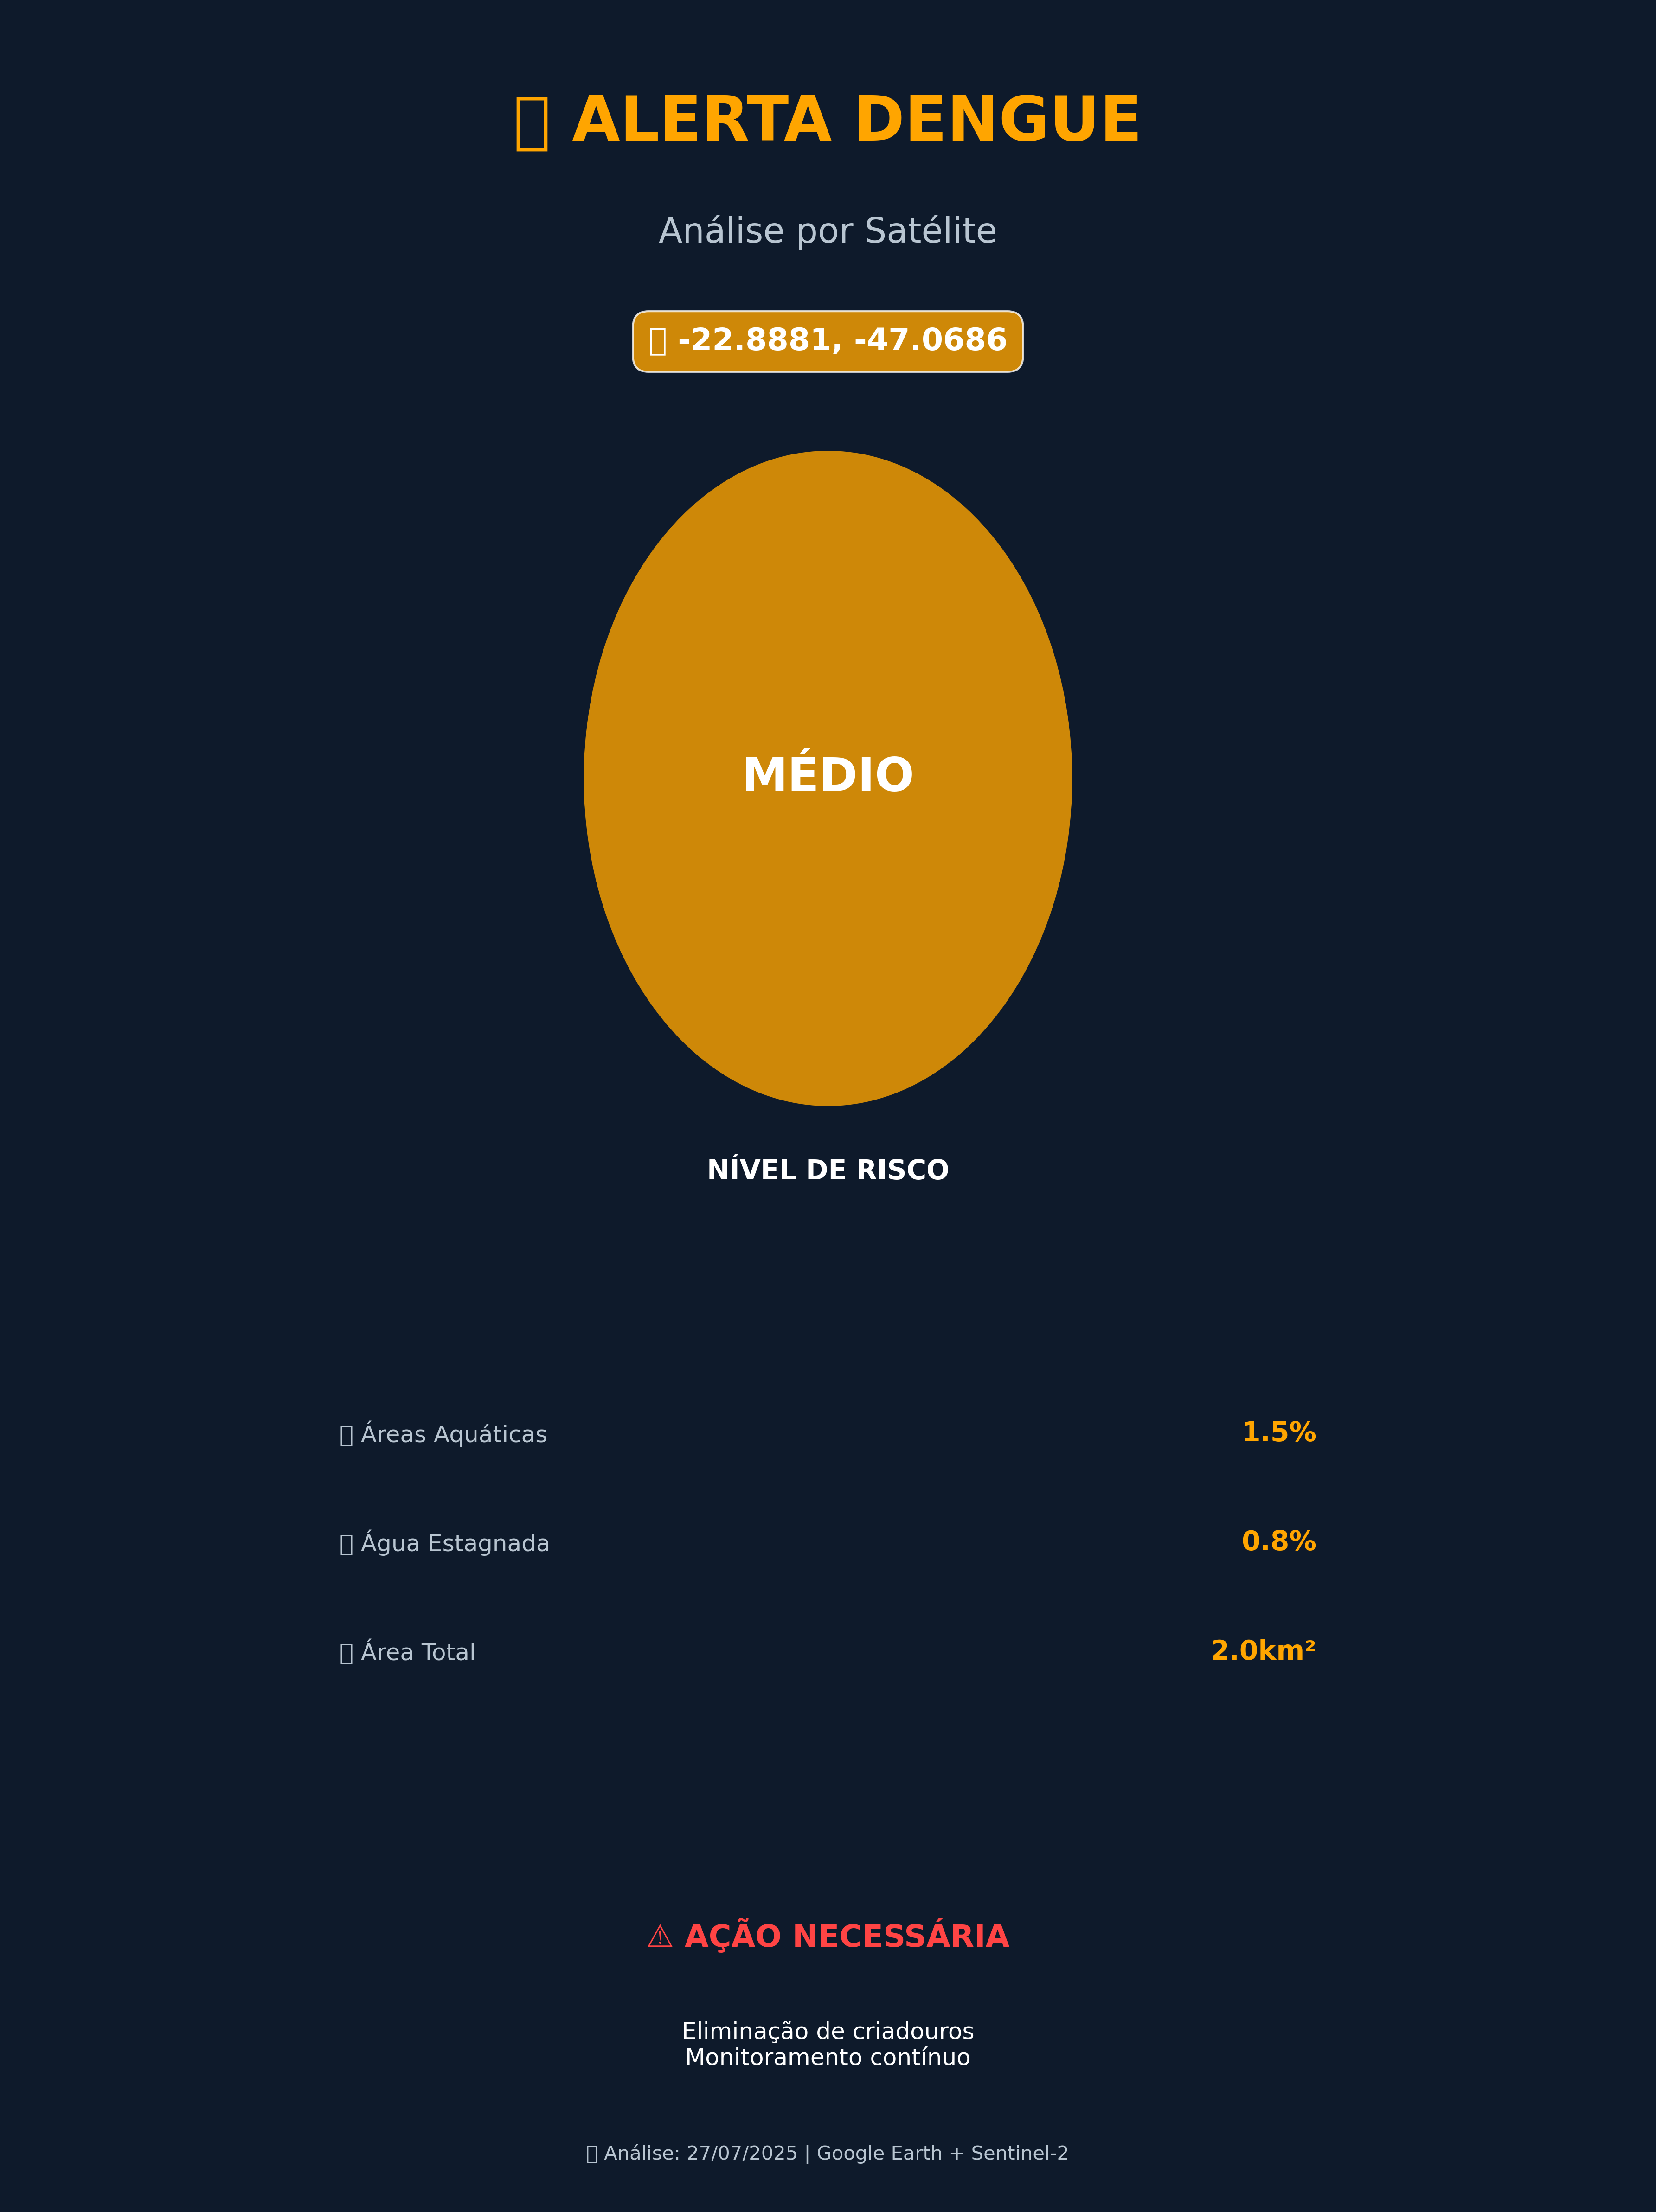 ALERTA DENGUE
Análise por Satélite
-22.8881, -47.0686
MÉDIO
NÍVEL DE RISCO
Áreas Aquáticas 1.5%
Água Estagnada 0.8%
Área Total 2.0km²
⚠ AÇÃO NECESSÁRIA
Eliminação de criadouros
Monitoramento contínuo
Análise: 27/07/2025 | Google Earth + Sentinel-2